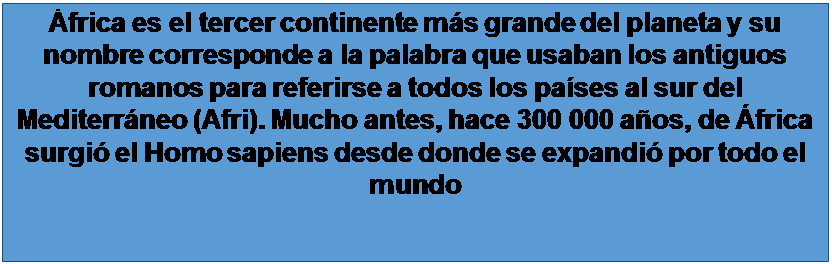 África es el tercer continente más grande del planeta y su
nombre corresponde a la palabra que usaban los antiguos
romanos para referirse a todos los países al sur del
Mediterráneo (Afri). Mucho antes, hace 300 000 años, de África
surgió el Homo sapiens desde donde se expandió por todo el
mundo